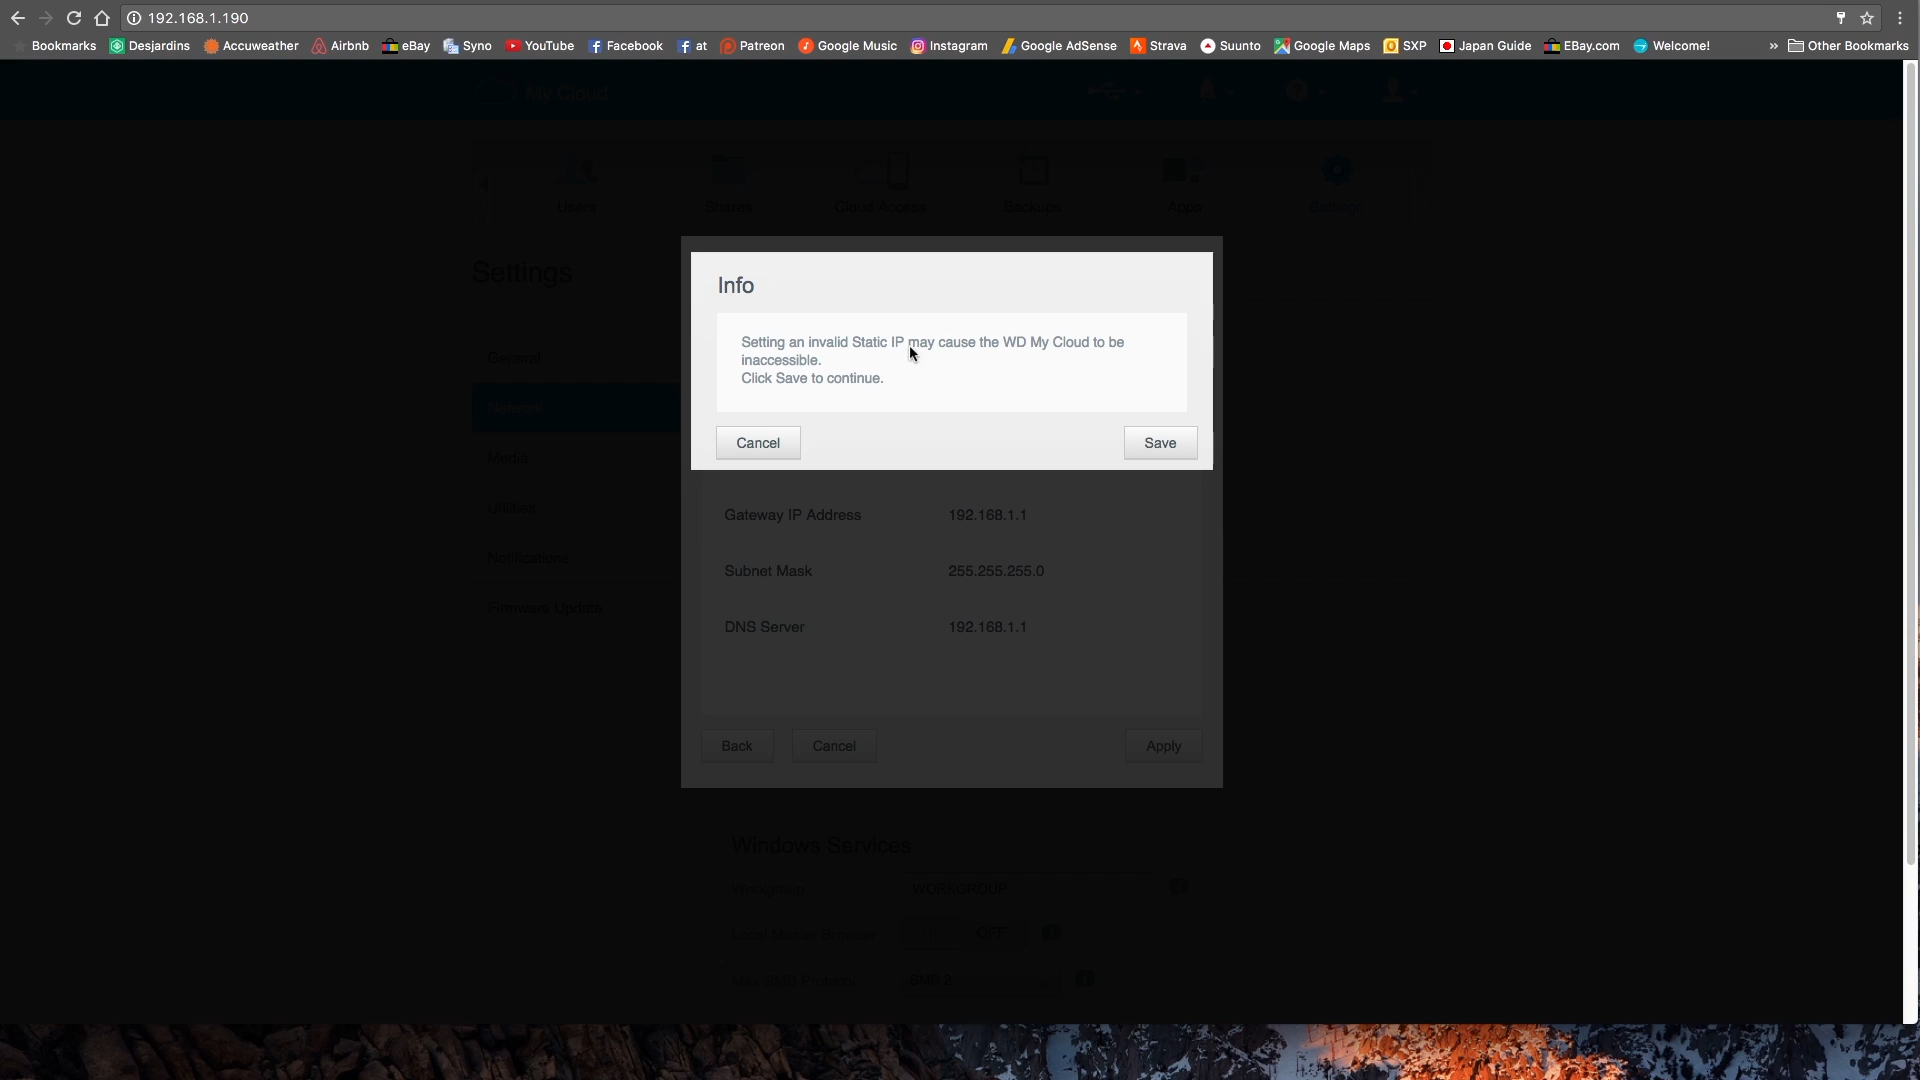 192.168.1.190
Bookmarks Desjardins Accuweather Airbnb eBay Syno YouTube Facebook at Patreon Google Music Instagram Google AdSense Strava Suunto Google Maps SXP Japan Guide EBay.com Welcome! » Other Bookmarks
My Cloud
Users Shares Cloud Access Backups Apps Settings
Settings
General
Network
Media
Utilities
Notifications
Firmware Update
Info
Setting an invalid Static IP may cause the WD My Cloud to be
inaccessible.
Click Save to continue.
Cancel Save
Gateway IP Address 192.168.1.1
Subnet Mask 255.255.255.0
DNS Server 192.168.1.1
Back Cancel Apply
Windows Services
Workgroup WORKGROUP
Local Master Browser OFF
Max SMB Protocol SMB 2